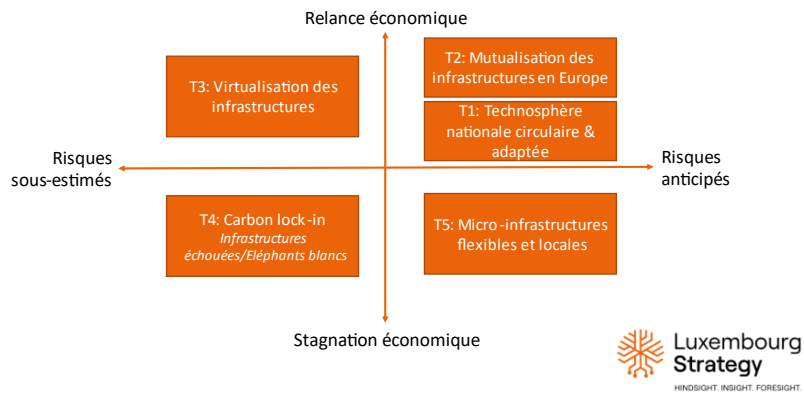 Relance économique
T3: Virtualisation des
infrastructures
T2: Mutualisation des
infrastructures en Europe
T1: Technosphère
nationale circulaire &
adaptée
Risques
sous-estimés
Risques
anticipés
T4: Carbon lock-in
Infrastructures
échouées/Eléphants blancs
T5: Micro-infrastructures
flexibles et locales
Stagnation économique
Luxembourg
Strategy
HINDSIGHT. INSIGHT. FORESIGHT.